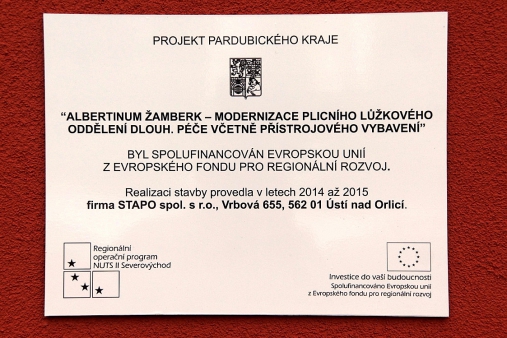 PROJEKT PARDUBICKÉHO KRAJE
“ALBERTINUM ŽAMBERK – MODERNIZACE PLICNÍHO LŮŽKOVÉHO
ODDĚLENÍ DLOUH. PÉČE VČETNĚ PŘÍSTROJOVÉHO VYBAVENÍ”
BYL SPOLUFINANCOVÁN EVROPSKOU UNIÍ
Z EVROPSKÉHO FONDU PRO REGIONÁLNÍ ROZVOJ.
Realizaci stavby provedla v letech 2014 až 2015
firma STAPO spol. s r.o., Vrbová 655, 562 01 Ústí nad Orlicí.
Regionální
operační program
NUTS II Severovýchod
Investice do vaší budoucnosti
Spolufinancováno Evropskou unií
z Evropského fondu pro regionální rozvoj